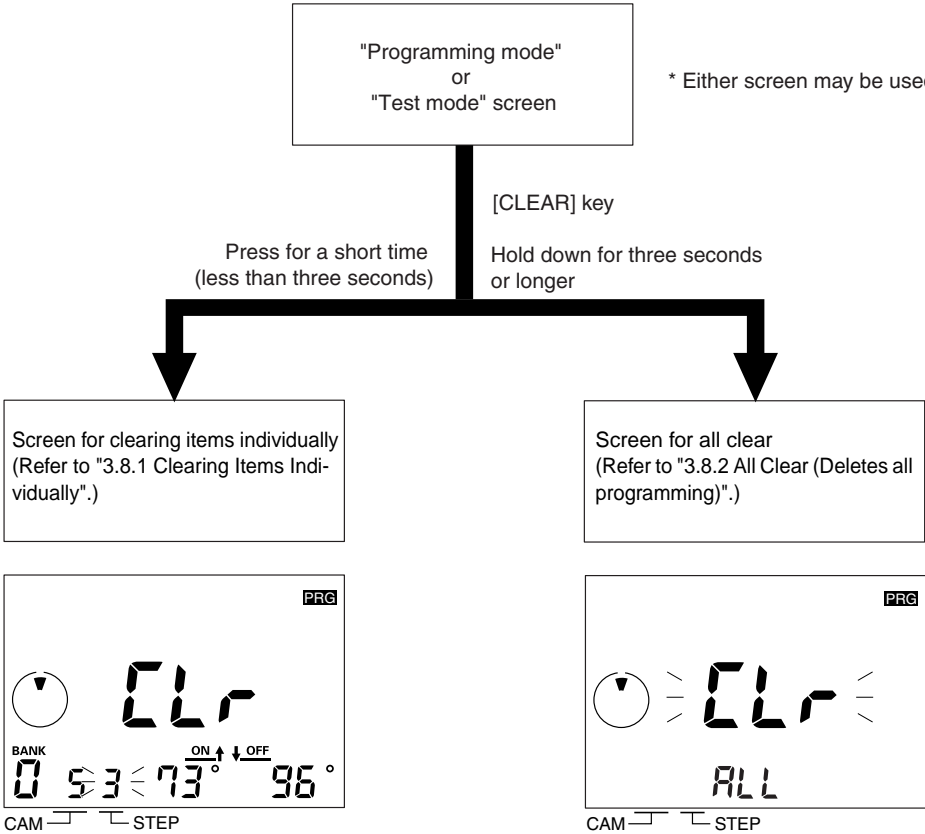 "Programming mode"
or
"Test mode" screen
* Either screen may be used
[CLEAR] key
Press for a short time
(less than three seconds)
Hold down for three seconds
or longer
Screen for clearing items individually
(Refer to "3.8.1 Clearing Items Indi-
vidually".)
Screen for all clear
(Refer to "3.8.2 All Clear (Deletes all
programming)".)
PRG
CLr
BANK ON OFF
0 5 3 73° 96°
CAM STEP
PRG
CLr
ALL
CAM STEP